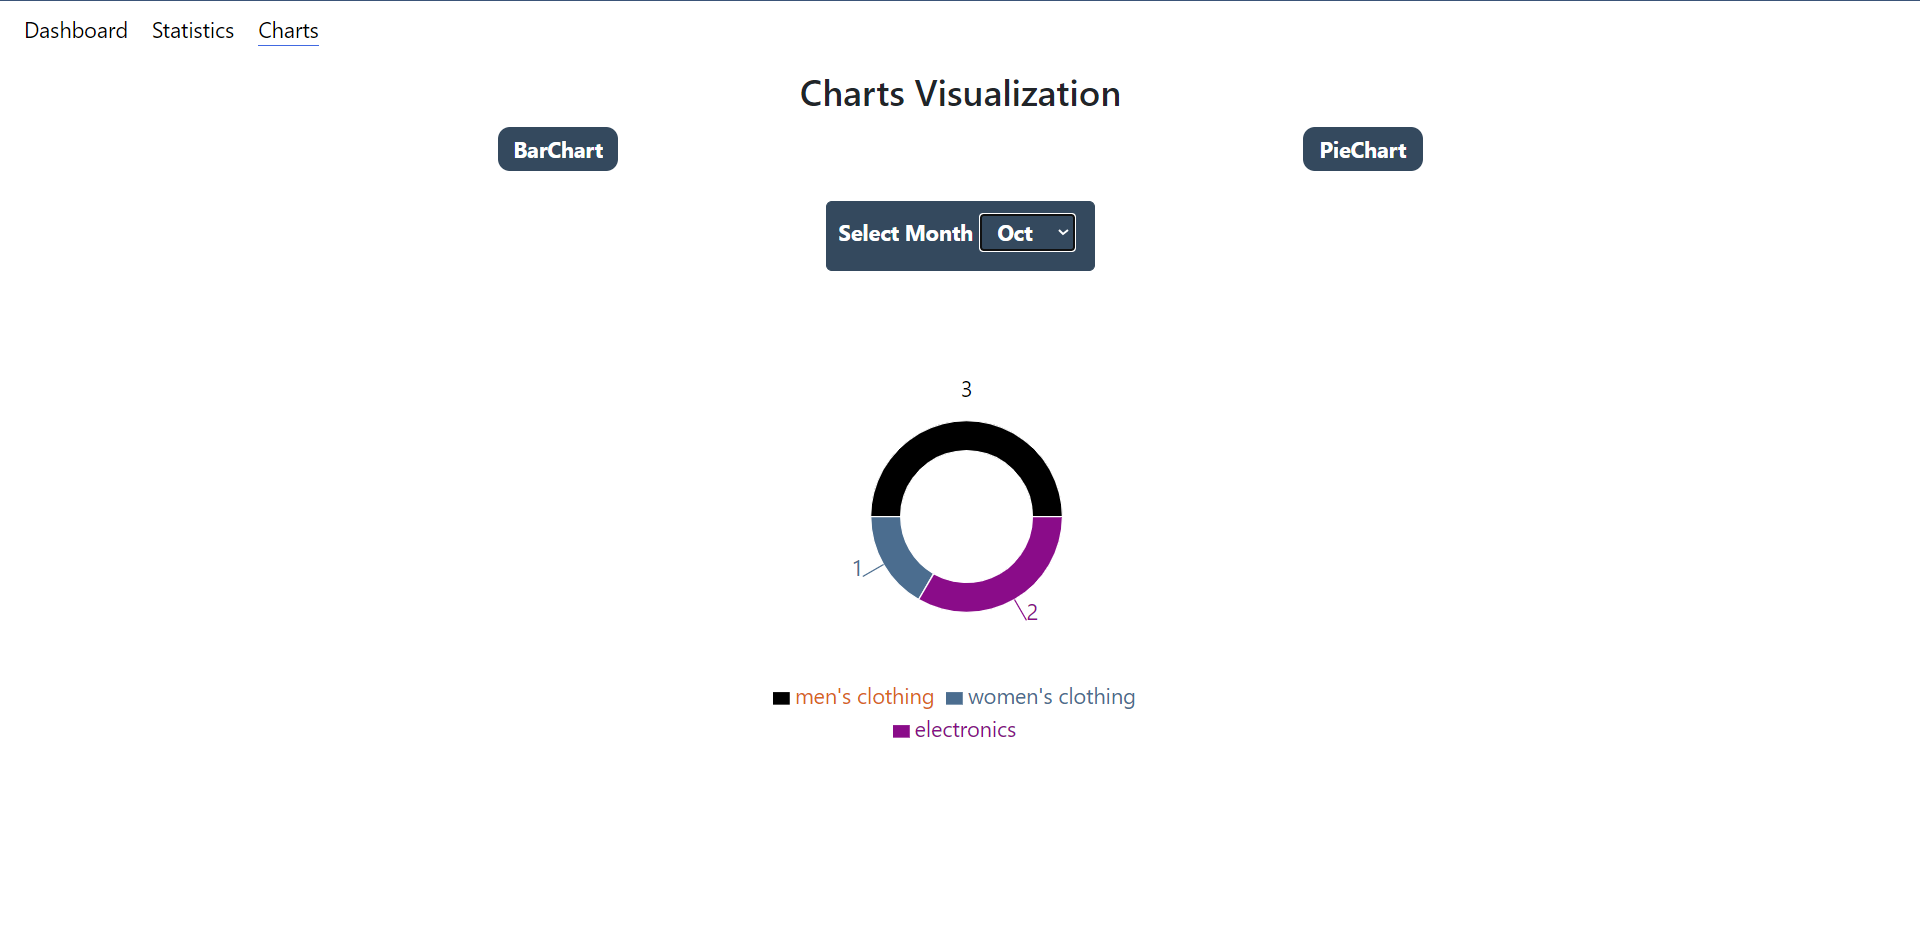 Dashboard Statistics Charts
Charts Visualization
BarChart PieChart
Select Month Oct
3
1
2
men's clothing women's clothing
electronics